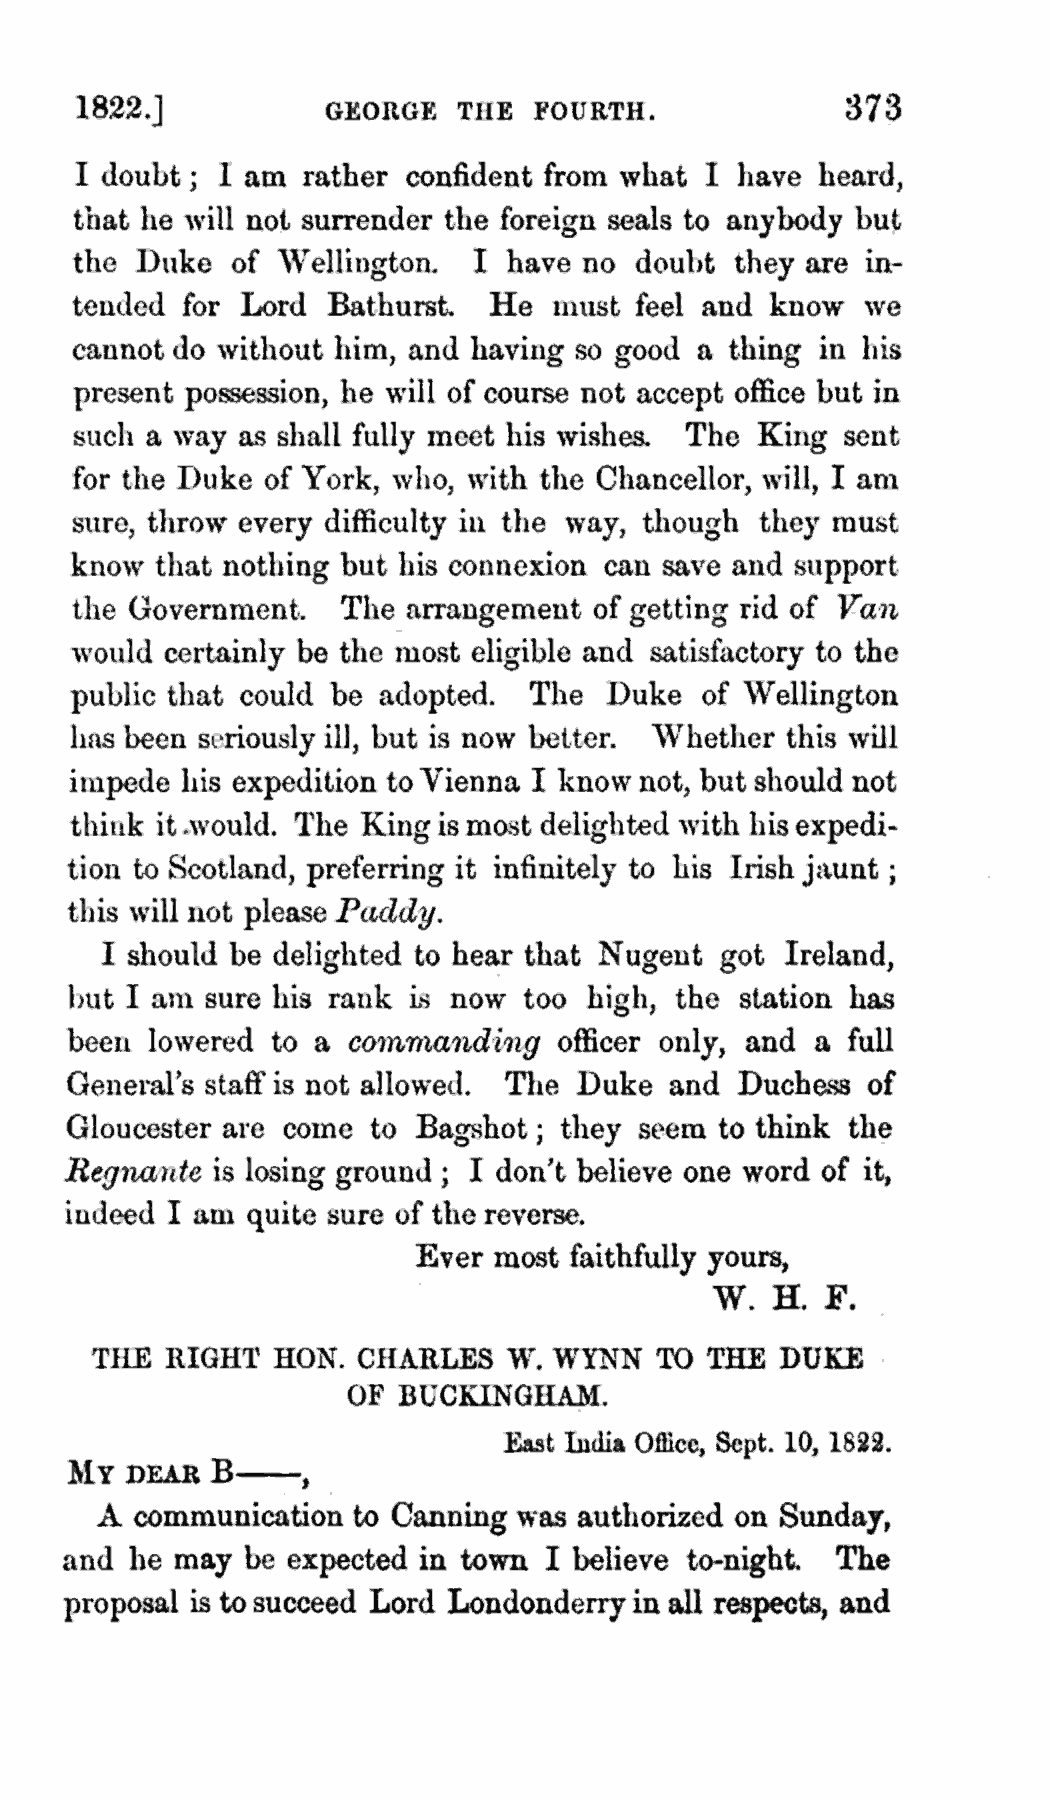 1822.] GEORGE THE FOURTH. 373
I doubt; I am rather confident from what I have heard,
that he will not surrender the foreign seals to anybody but
the Duke of Wellington. I have no doubt they are in-
tended for Lord Bathurst. He must feel and know we
cannot do without him, and having so good a thing in his
present possession, he will of course not accept office but in
such a way as shall fully meet his wishes. The King sent
for the Duke of York, who, with the Chancellor, will, I am
sure, throw every difficulty in the way, though they must
know that nothing but his connexion can save and support
the Government. The arrangement of getting rid of Van
would certainly be the most eligible and satisfactory to the
public that could be adopted. The Duke of Wellington
has been seriously ill, but is now better. Whether this will
impede his expedition to Vienna I know not, but should not
think it would. The King is most delighted with his expedi-
tion to Scotland, preferring it infinitely to his Irish jaunt;
this will not please Paddy.
I should be delighted to hear that Nugent got Ireland,
but I am sure his rank is now too high, the station has
been lowered to a commanding officer only, and a full
General's staff is not allowed. The Duke and Duchess of
Gloucester are come to Bagshot; they seem to think the
Regnante is losing ground; I don't believe one word of it,
indeed I am quite sure of the reverse.
Ever most faithfully yours,
W. H. F.
THE RIGHT HON. CHARLES W. WYNN TO THE DUKE
OF BUCKINGHAM.
East India Office, Sept. 10, 1822.
MY DEAR B——,
A communication to Canning was authorized on Sunday,
and he may be expected in town I believe to-night. The
proposal is to succeed Lord Londonderry in all respects, and